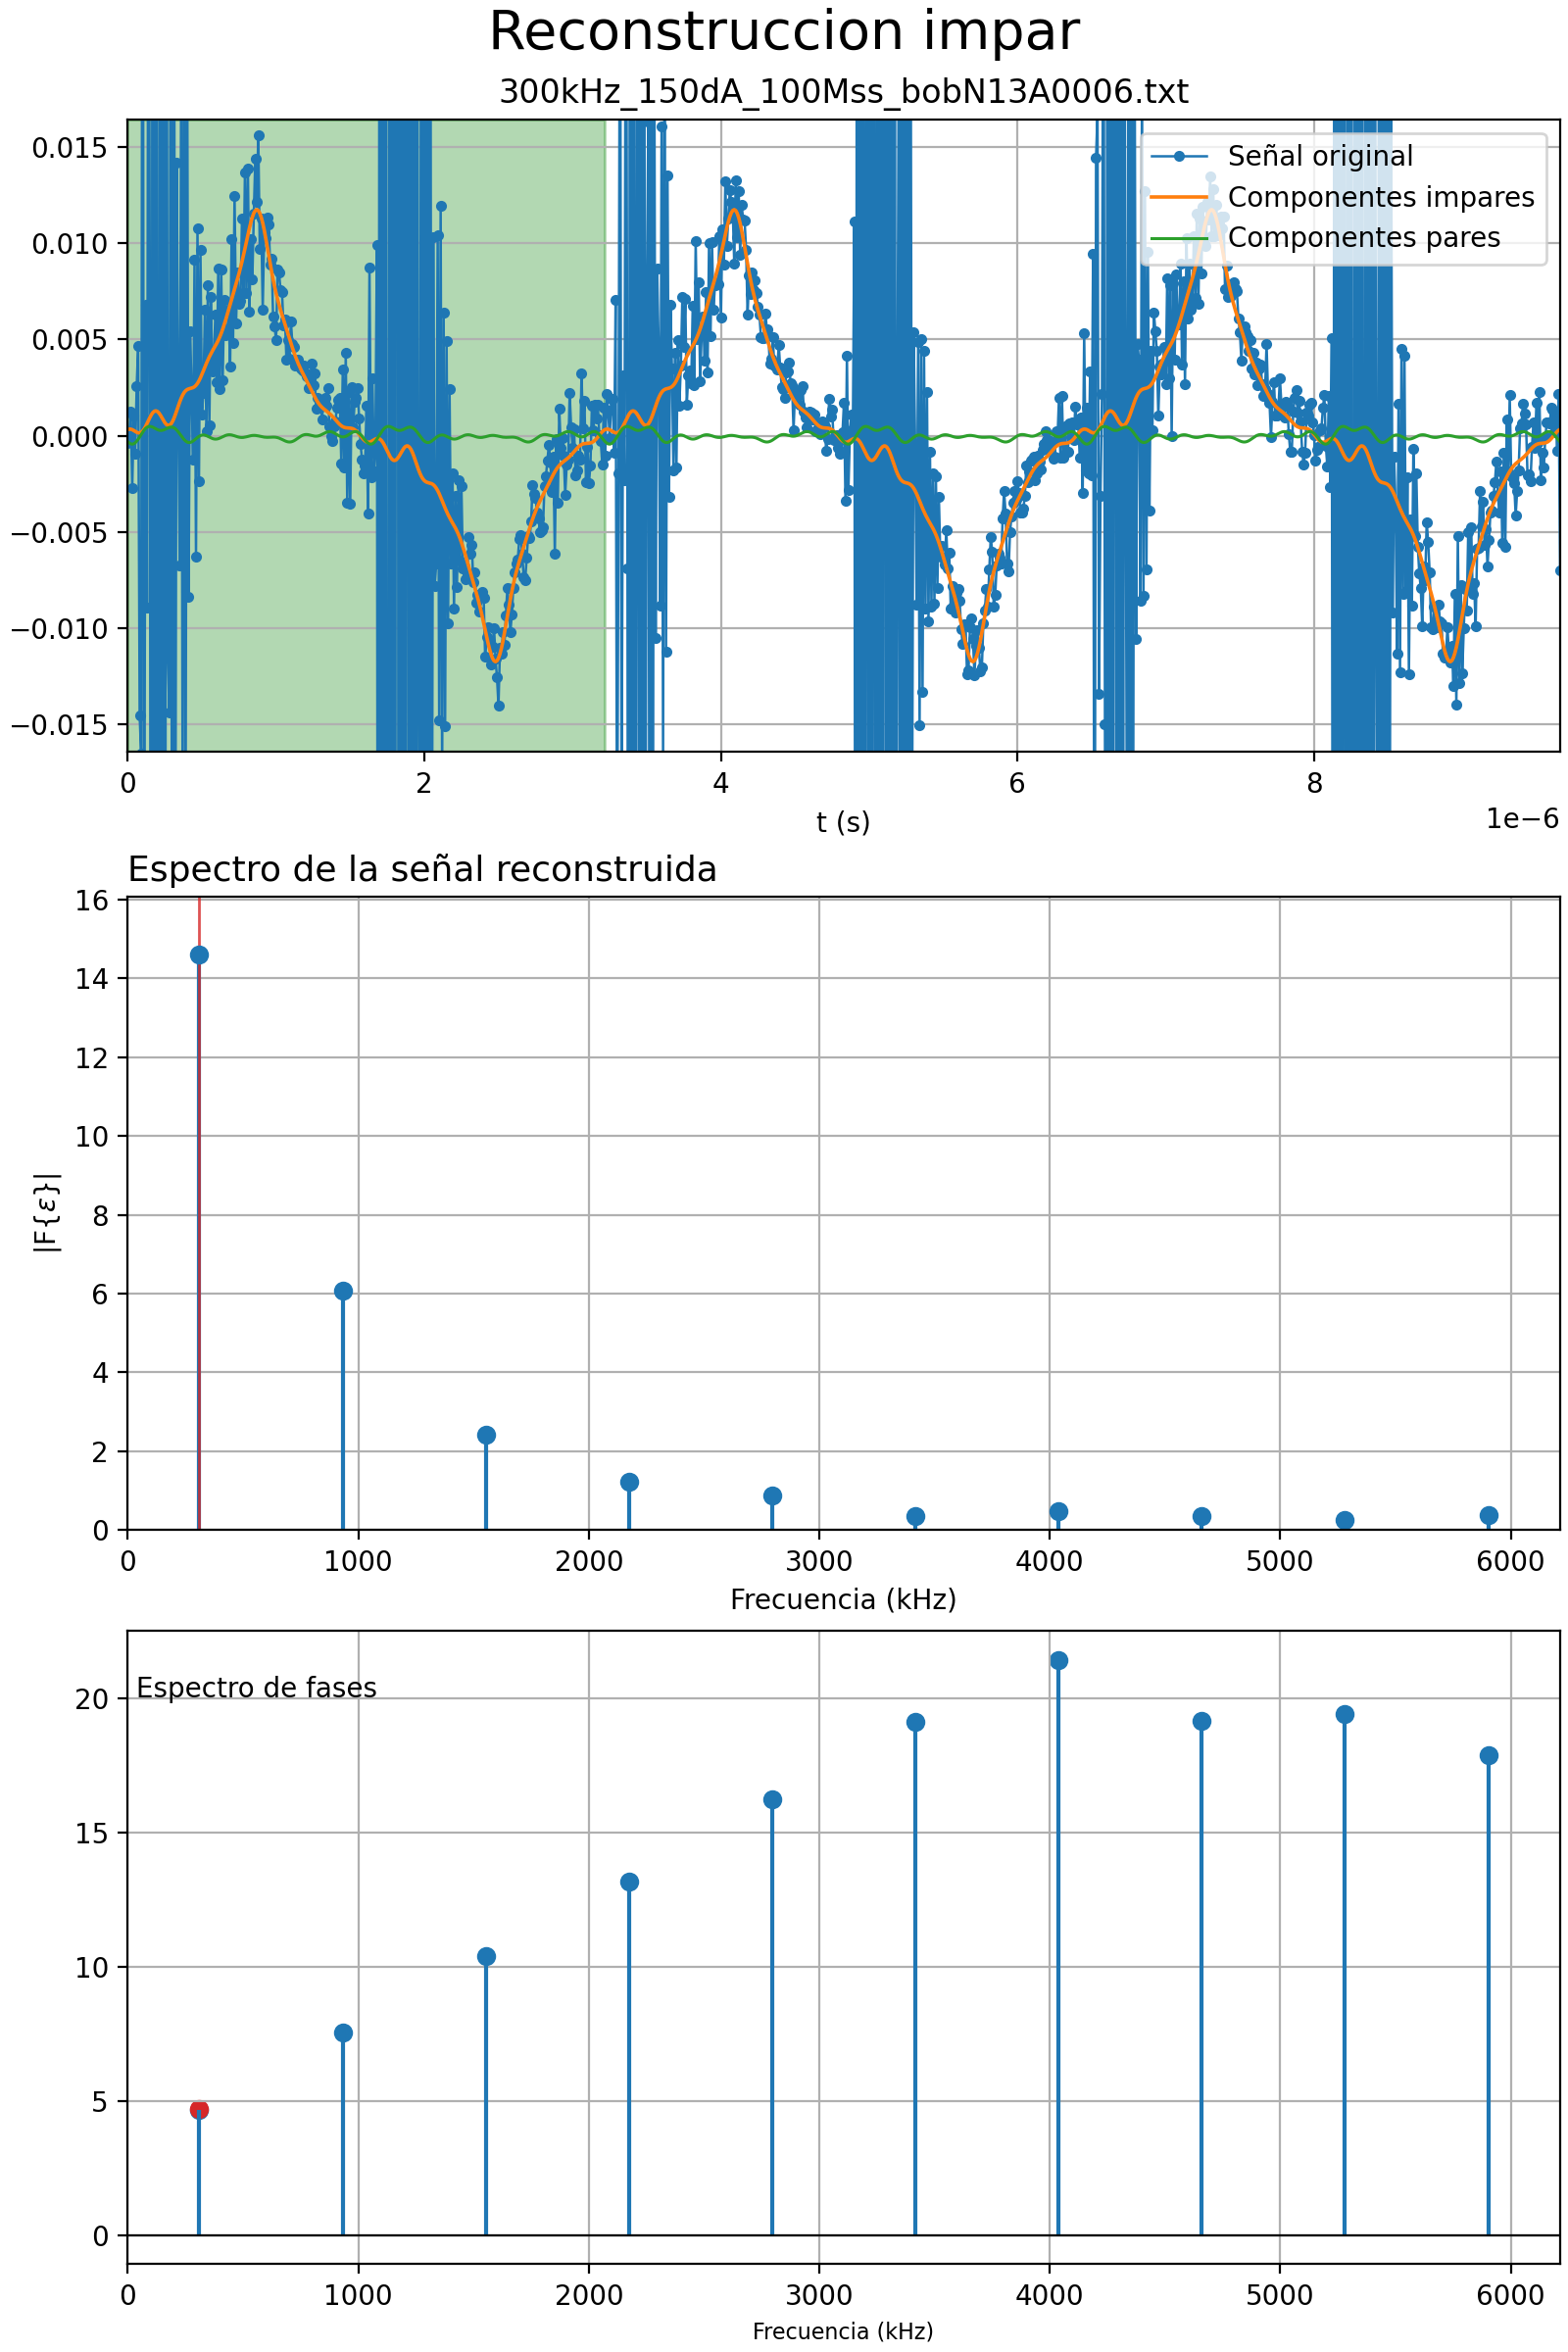 Reconstruccion impar
300kHz_150dA_100Mss_bobN13A0006.txt
0.015
0.010
0.005
0.000
−0.005
−0.010
−0.015
Señal original
Componentes impares
Componentes pares
0 2 4 6 8
1e−6
t (s)
Espectro de la señal reconstruida
16
14
12
10
8
6
4
2
0
|F{ε}|
0 1000 2000 3000 4000 5000 6000
Frecuencia (kHz)
Espectro de fases
20
15
10
5
0
0 1000 2000 3000 4000 5000 6000
Frecuencia (kHz)